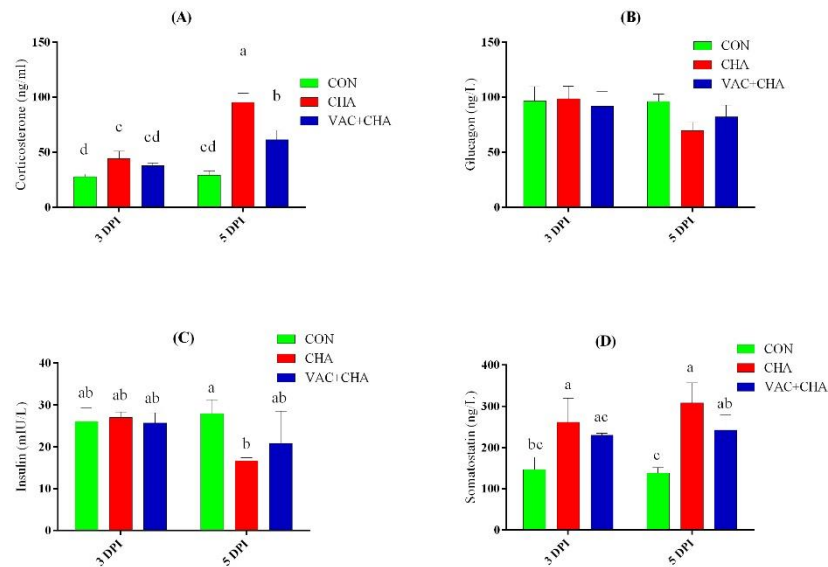 (A)
Corticosterone (ng/ml)
150
100
50
0
d
c
cd
cd
a
b
3 DPI
5 DPI
CON
CHA
VAC+CHA
(B)
Glucagon (ng/L)
150
100
50
0
3 DPI
5 DPI
CON
CHA
VAC+CHA
(C)
Insulin (mIU/L)
40
30
20
10
0
ab
ab
ab
a
b
ab
3 DPI
5 DPI
CON
CHA
VAC+CHA
(D)
Somatostatin (ng/L)
400
300
200
100
0
bc
a
ac
c
a
ab
3 DPI
5 DPI
CON
CHA
VAC+CHA